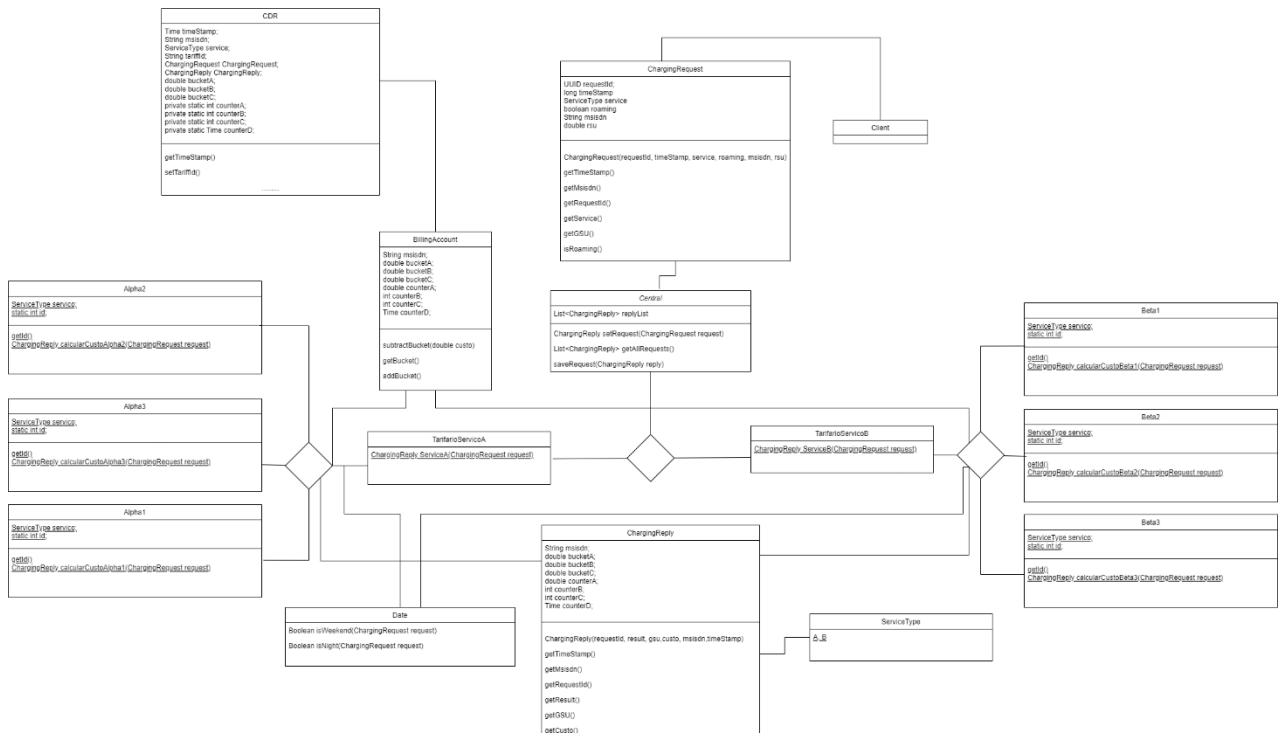 CDR
Time timeStamp;
String msisdn;
ServiceType service;
String tariffId;
ChargingRequest ChargingRequest;
ChargingReply ChargingReply;
double bucketA;
double bucketB;
double bucketC;
private static int counterA;
private static int counterB;
private static int counterC;
private static Time counterD;
getTimeStamp()
setTariffId()
..........
ChargingRequest
UUID requestId;
long timeStamp
ServiceType service
boolean roaming
String msisdn
double rsu
ChargingRequest(requestId, timeStamp, service, roaming, msisdn, rsu)
getTimeStamp()
getMsisdn()
getRequestId()
getService()
getGSU()
isRoaming()
Client
BillingAccount
String msisdn;
double bucketA;
double bucketB;
double bucketC;
double counterA;
int counterB;
int counterC;
Time counterD;
subtractBucket(double custo)
getBucket()
addBucket()
Central
List<ChargingReply> replyList
ChargingReply setRequest(ChargingRequest request)
List<ChargingReply> getAllRequests()
saveRequest(ChargingReply reply)
Alpha2
ServiceType servico;
static int id;
getId()
ChargingReply calcularCustoAlpha2(ChargingRequest request)
Alpha3
ServiceType servico;
static int id;
getId()
ChargingReply calcularCustoAlpha3(ChargingRequest request)
Alpha1
ServiceType servico;
static int id;
getId()
ChargingReply calcularCustoAlpha1(ChargingRequest request)
TarifarioServicoA
ChargingReply ServiceA(ChargingRequest request)
TarifarioServicoB
ChargingReply ServiceB(ChargingRequest request)
Beta1
ServiceType servico;
static int id;
getId()
ChargingReply calcularCustoBeta1(ChargingRequest request)
Beta2
ServiceType servico;
static int id;
getId()
ChargingReply calcularCustoBeta2(ChargingRequest request)
Beta3
ServiceType servico;
static int id;
getId()
ChargingReply calcularCustoBeta3(ChargingRequest request)
Date
Boolean isWeekend(ChargingRequest request)
Boolean isNight(ChargingRequest request)
ChargingReply
String msisdn;
double bucketA;
double bucketB;
double bucketC;
double counterA;
int counterB;
int counterC;
Time counterD;
ChargingReply(requestId, result, gsu,custo, msisdn,timeStamp)
getTimeStamp()
getMsisdn()
getRequestId()
getResult()
getGSU()
getCusto()
ServiceType
A, B